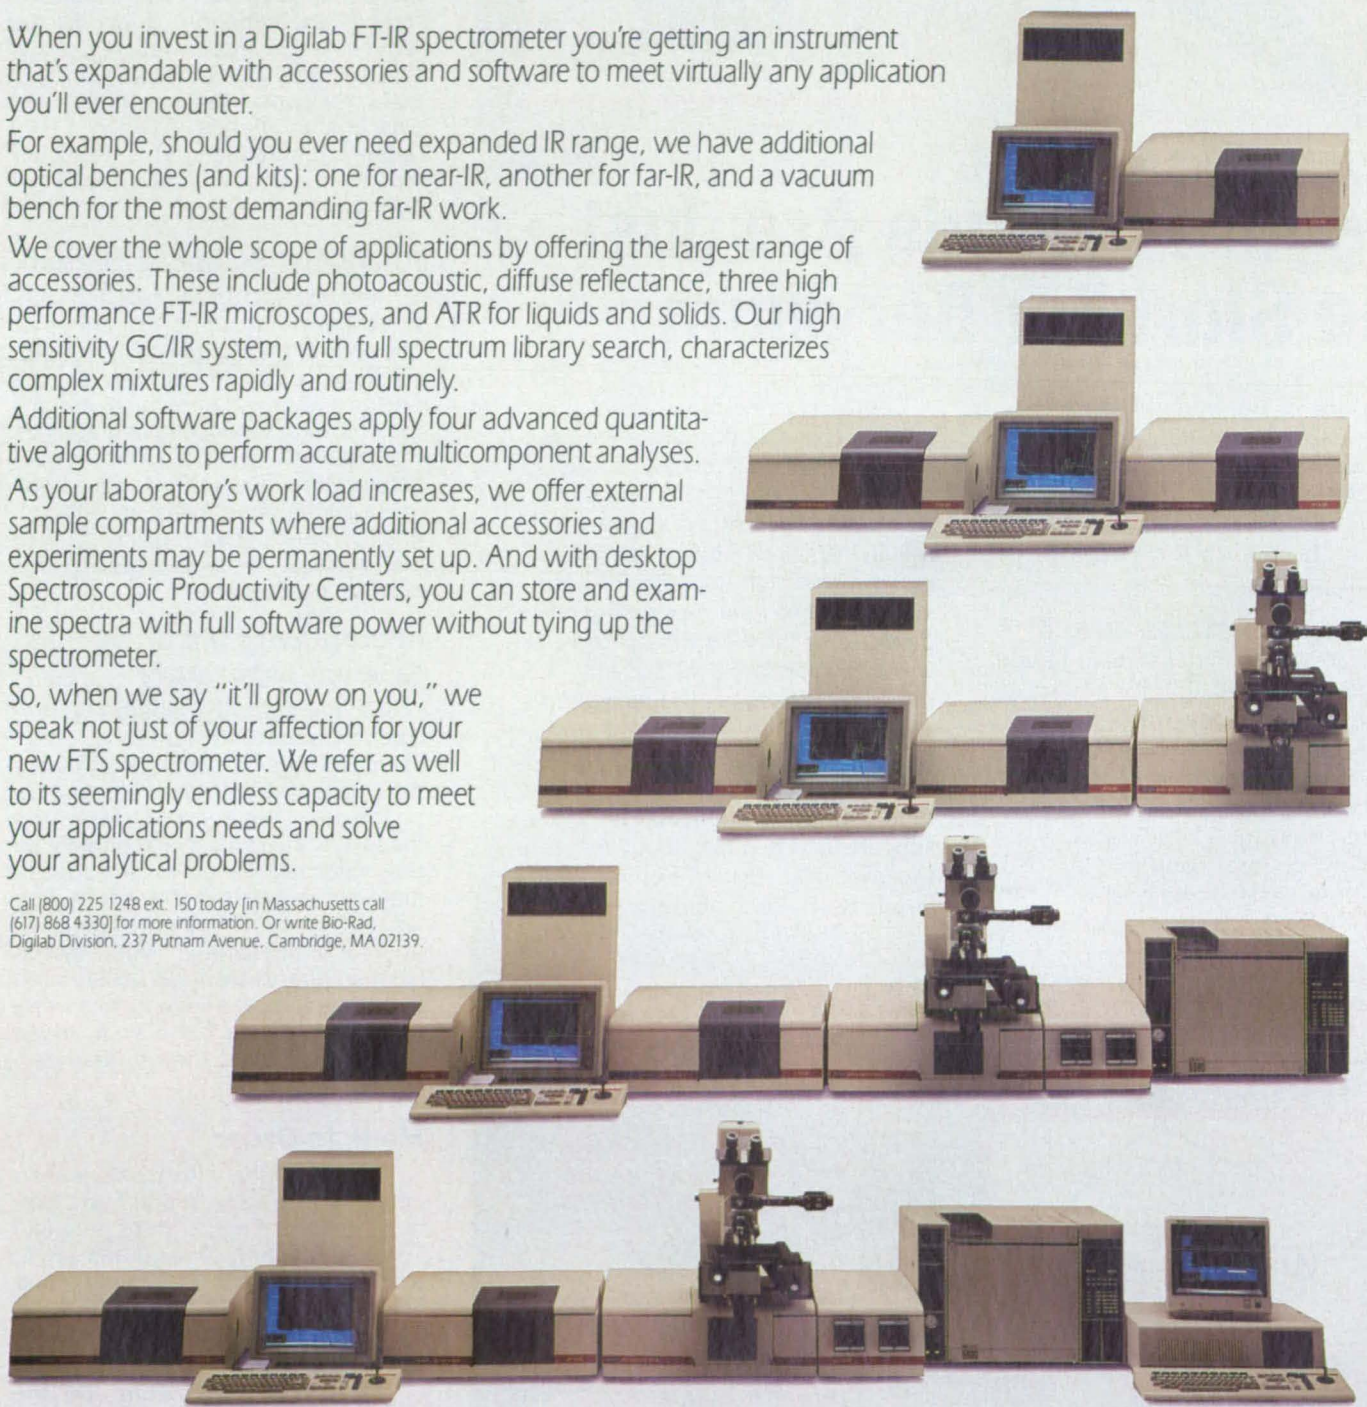 When you invest in a Digilab FT-IR spectrometer you're getting an instrument
that's expandable with accessories and software to meet virtually any application
you'll ever encounter.
For example, should you ever need expanded IR range, we have additional
optical benches (and kits): one for near-IR, another for far-IR, and a vacuum
bench for the most demanding far-IR work.
We cover the whole scope of applications by offering the largest range of
accessories. These include photoacoustic, diffuse reflectance, three high
performance FT-IR microscopes, and ATR for liquids and solids. Our high
sensitivity GC/IR system, with full spectrum library search, characterizes
complex mixtures rapidly and routinely.
Additional software packages apply four advanced quantita-
tive algorithms to perform accurate multicomponent analyses.
As your laboratory's work load increases, we offer external
sample compartments where additional accessories and
experiments may be permanently set up. And with desktop
Spectroscopic Productivity Centers, you can store and exam-
ine spectra with full software power without tying up the
spectrometer.
So, when we say "it'll grow on you," we
speak not just of your affection for your
new FTS spectrometer. We refer as well
to its seemingly endless capacity to meet
your applications needs and solve
your analytical problems.
Call (800) 225 1248 ext. 150 today [in Massachusetts call
(617) 868 4330] for more information. Or write Bio-Rad,
Digilab Division, 237 Putnam Avenue, Cambridge, MA 02139.